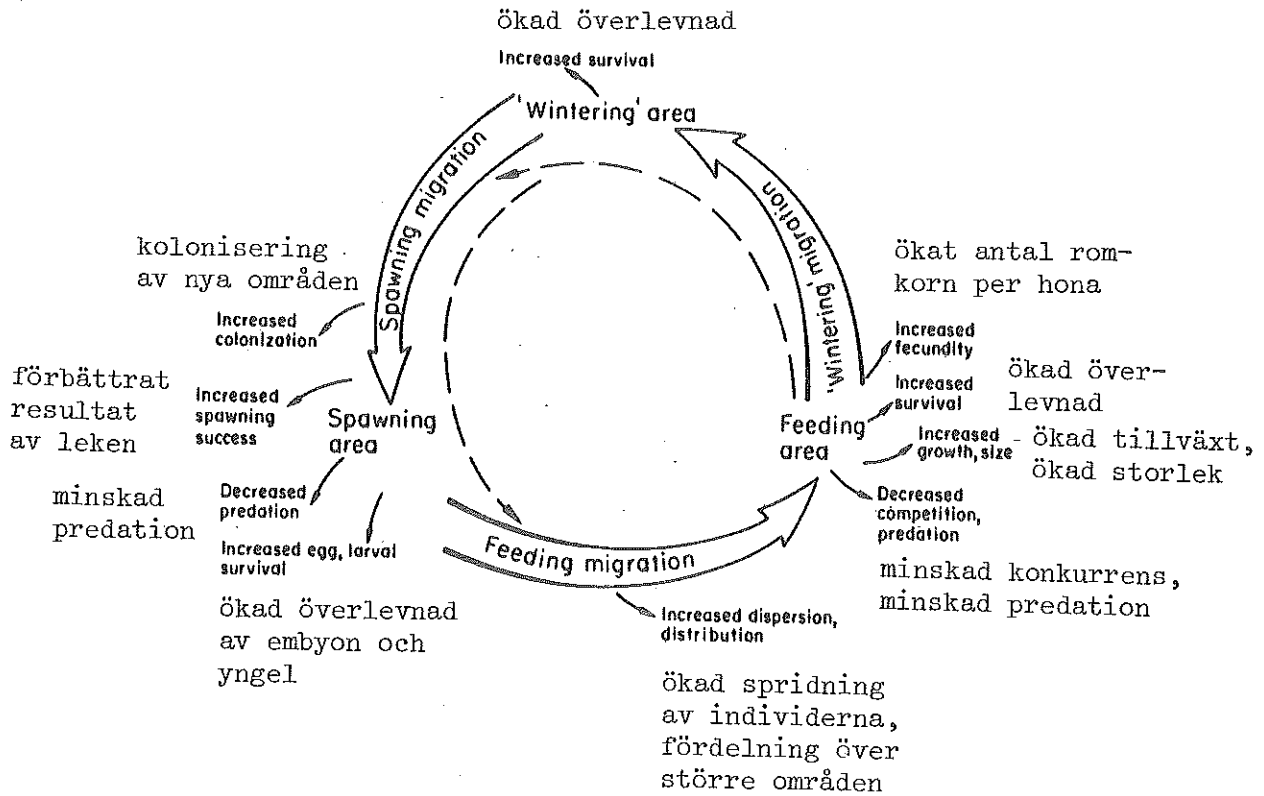 ökad överlevnad
Increased survival
'Wintering' area
Spawning migration
'Wintering' migration
kolonisering
av nya områden
Increased
colonization
ökat antal rom-
korn per hona
Increased
fecundity
förbättrat
resultat
av leken
Increased
spawning
success
Spawning
area
Feeding
area
Increased
survival
ökad över-
levnad
Increased
growth, size
ökad tillväxt,
ökad storlek
minskad
predation
Decreased
predation
Increased egg, larval
survival
Feeding migration
Decreased
competition,
predation
minskad konkurrens,
minskad predation
ökad överlevnad
av embyon och
yngel
Increased dispersion,
distribution
ökad spridning
av individerna,
fördelning över
större områden